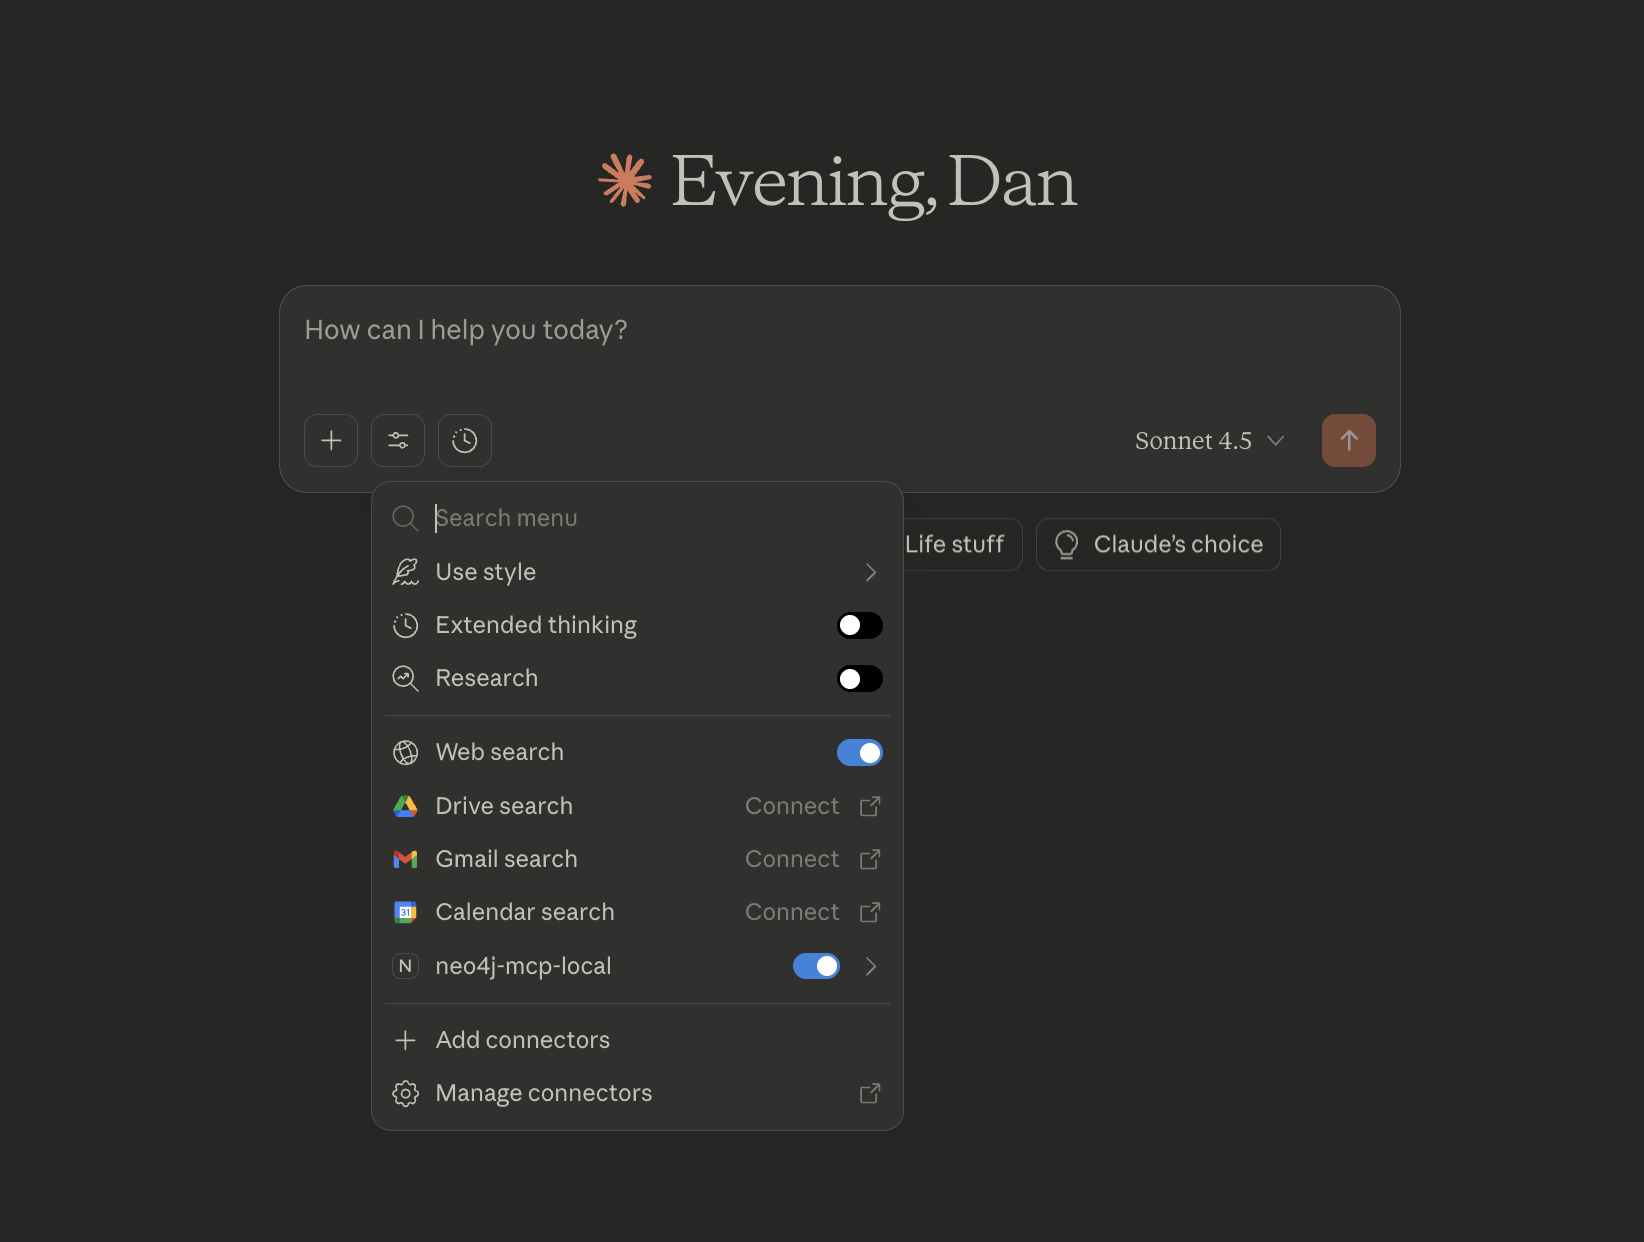 Evening, Dan
How can I help you today?
Sonnet 4.5
Search menu
Life stuff
Claude’s choice
Use style
Extended thinking
Research
Web search
Drive search Connect
Gmail search Connect
31 Calendar search Connect
N neo4j-mcp-local
Add connectors
Manage connectors